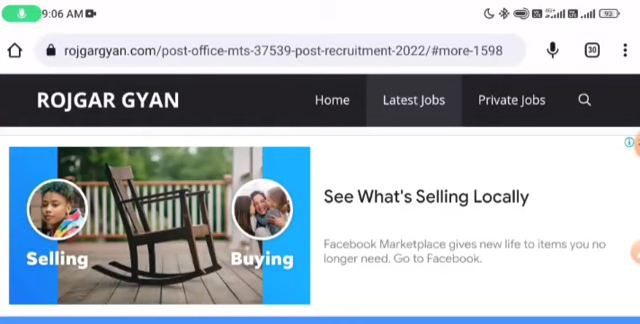 9:06 AM
93
rojgargyan.com/post-office-mts-37539-post-recruitment-2022/#more-1598
30
ROJGAR GYAN
Home
Latest Jobs
Private Jobs
See What's Selling Locally
Selling
Buying
Facebook Marketplace gives new life to items you no
longer need. Go to Facebook.